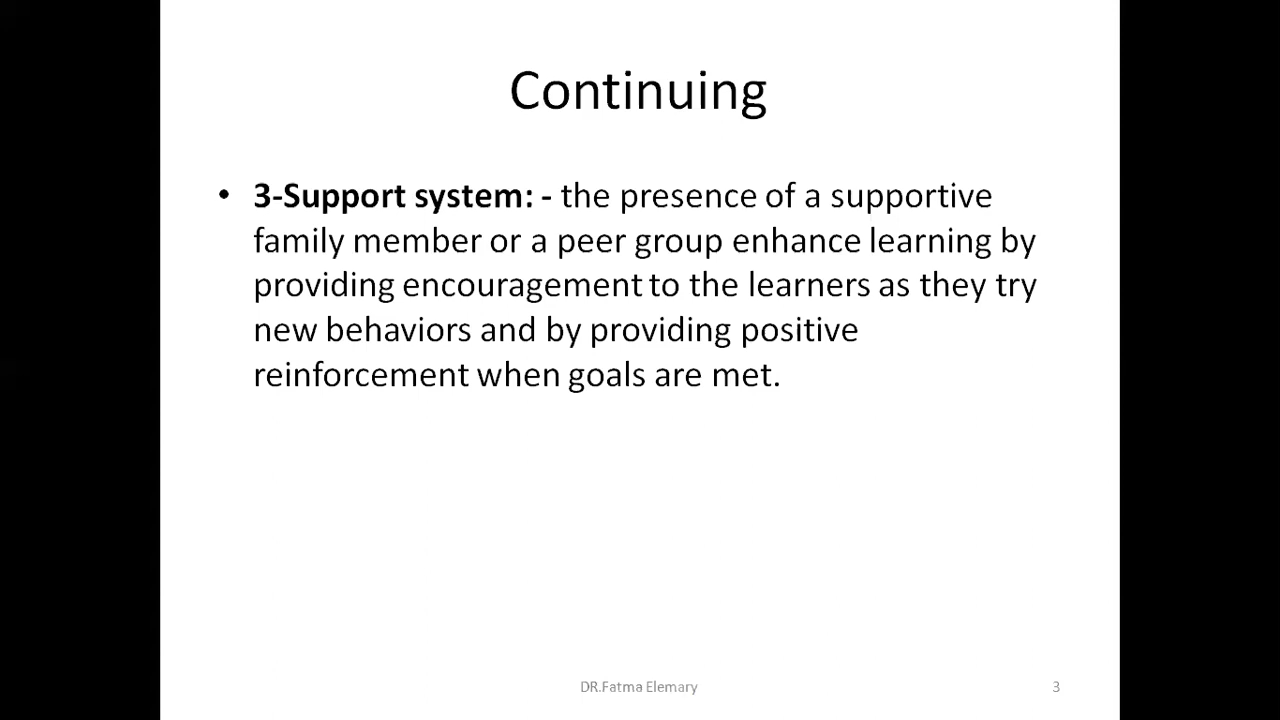 Continuing
• 3-Support system: - the presence of a supportive
family member or a peer group enhance learning by
providing encouragement to the learners as they try
new behaviors and by providing positive
reinforcement when goals are met.
DR.Fatma Elemary
3